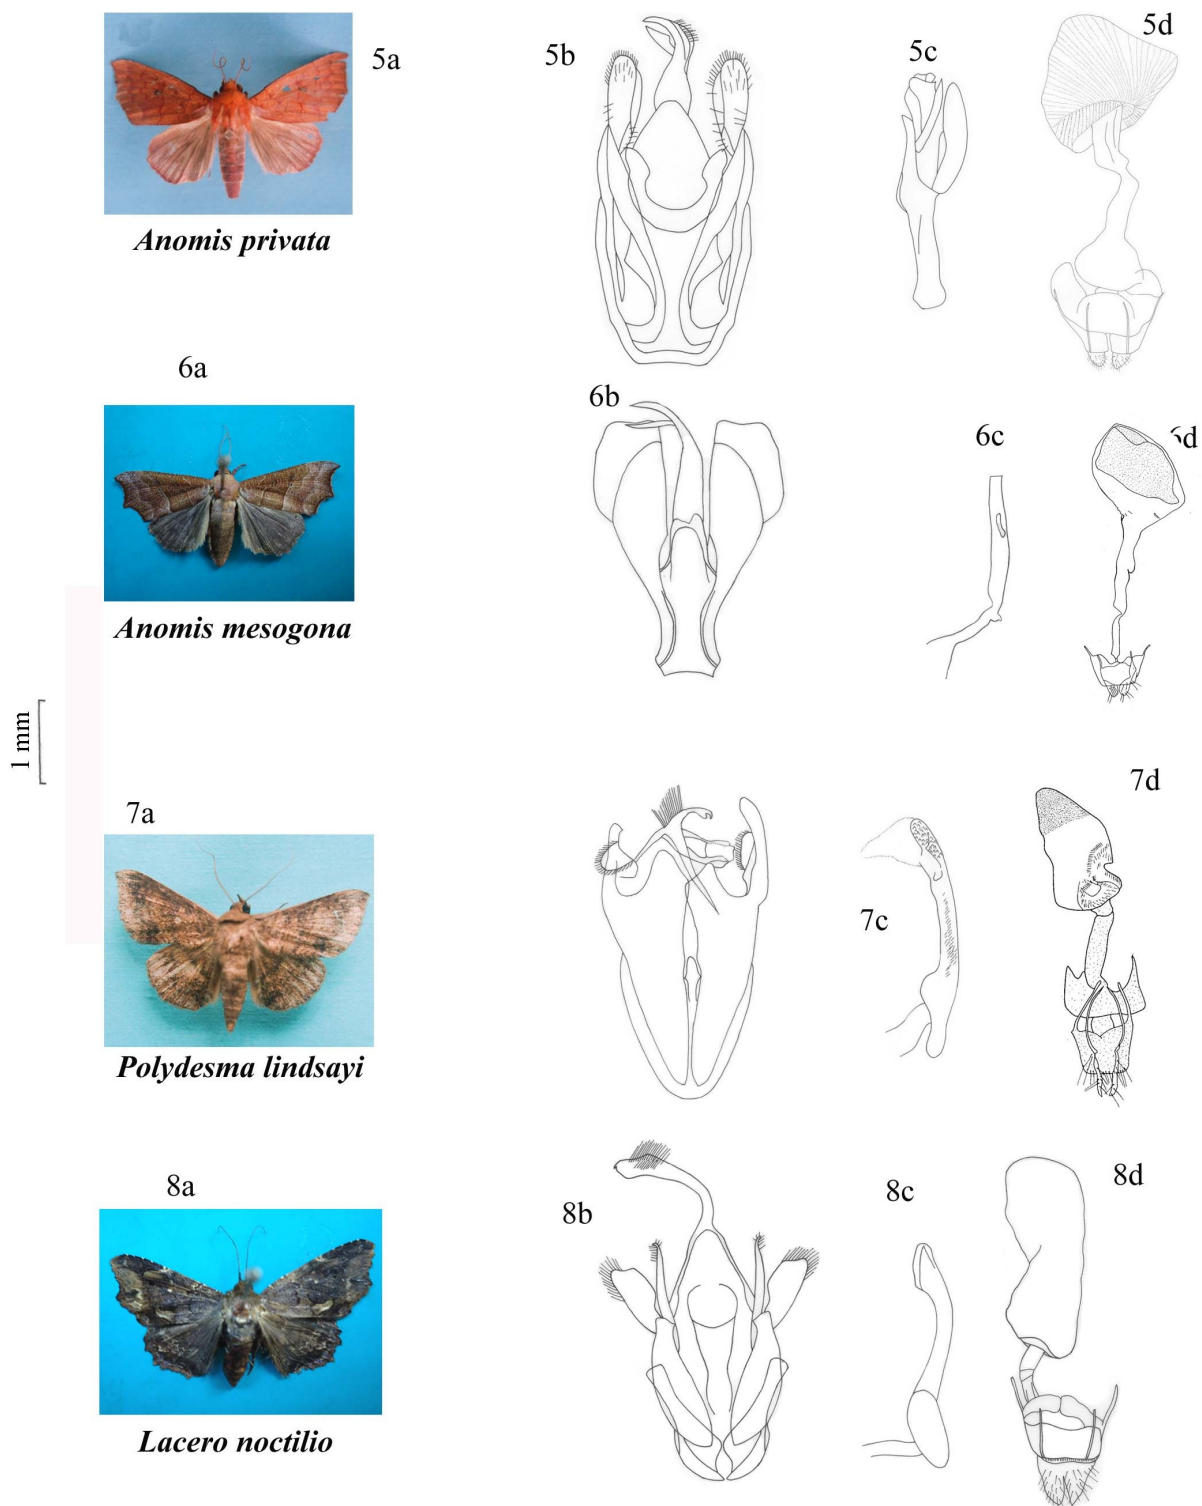 5a
5b
5c
5d
Anomis privata
6a
6b
6c
6d
Anomis mesogona
1 mm
7a
7c
7d
Polydesma lindsayi
8a
8b
8c
8d
Lacero noctilio